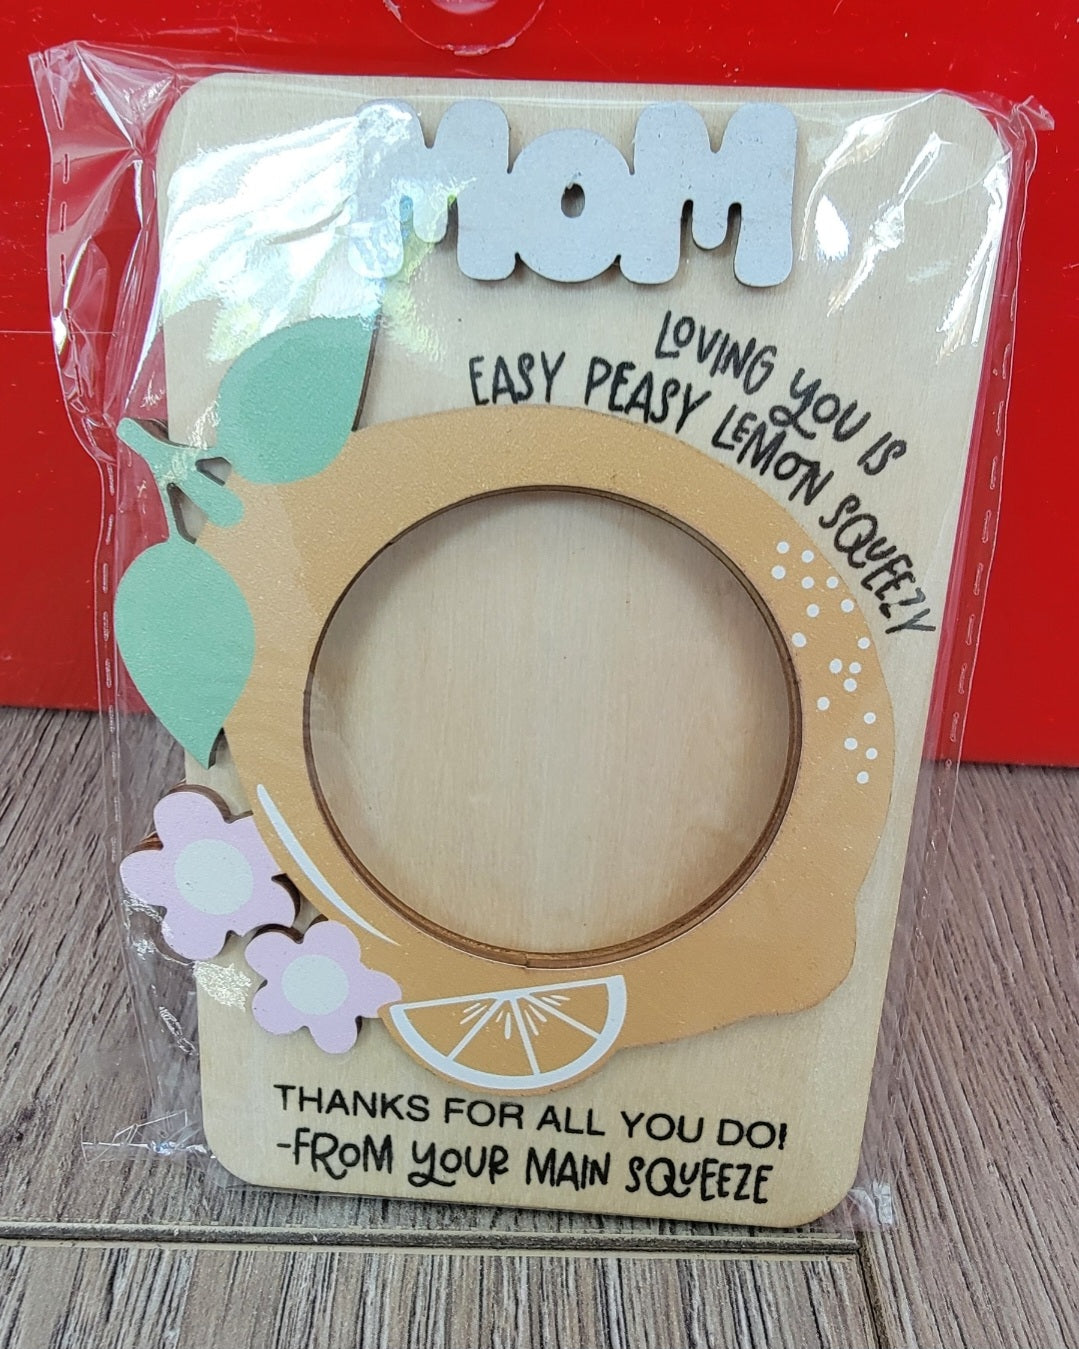 MOM
LOVING YOU IS
EASY PEASY LEMON SQUEEZY
THANKS FOR ALL YOU DO!
-FROM YOUR MAIN SQUEEZE